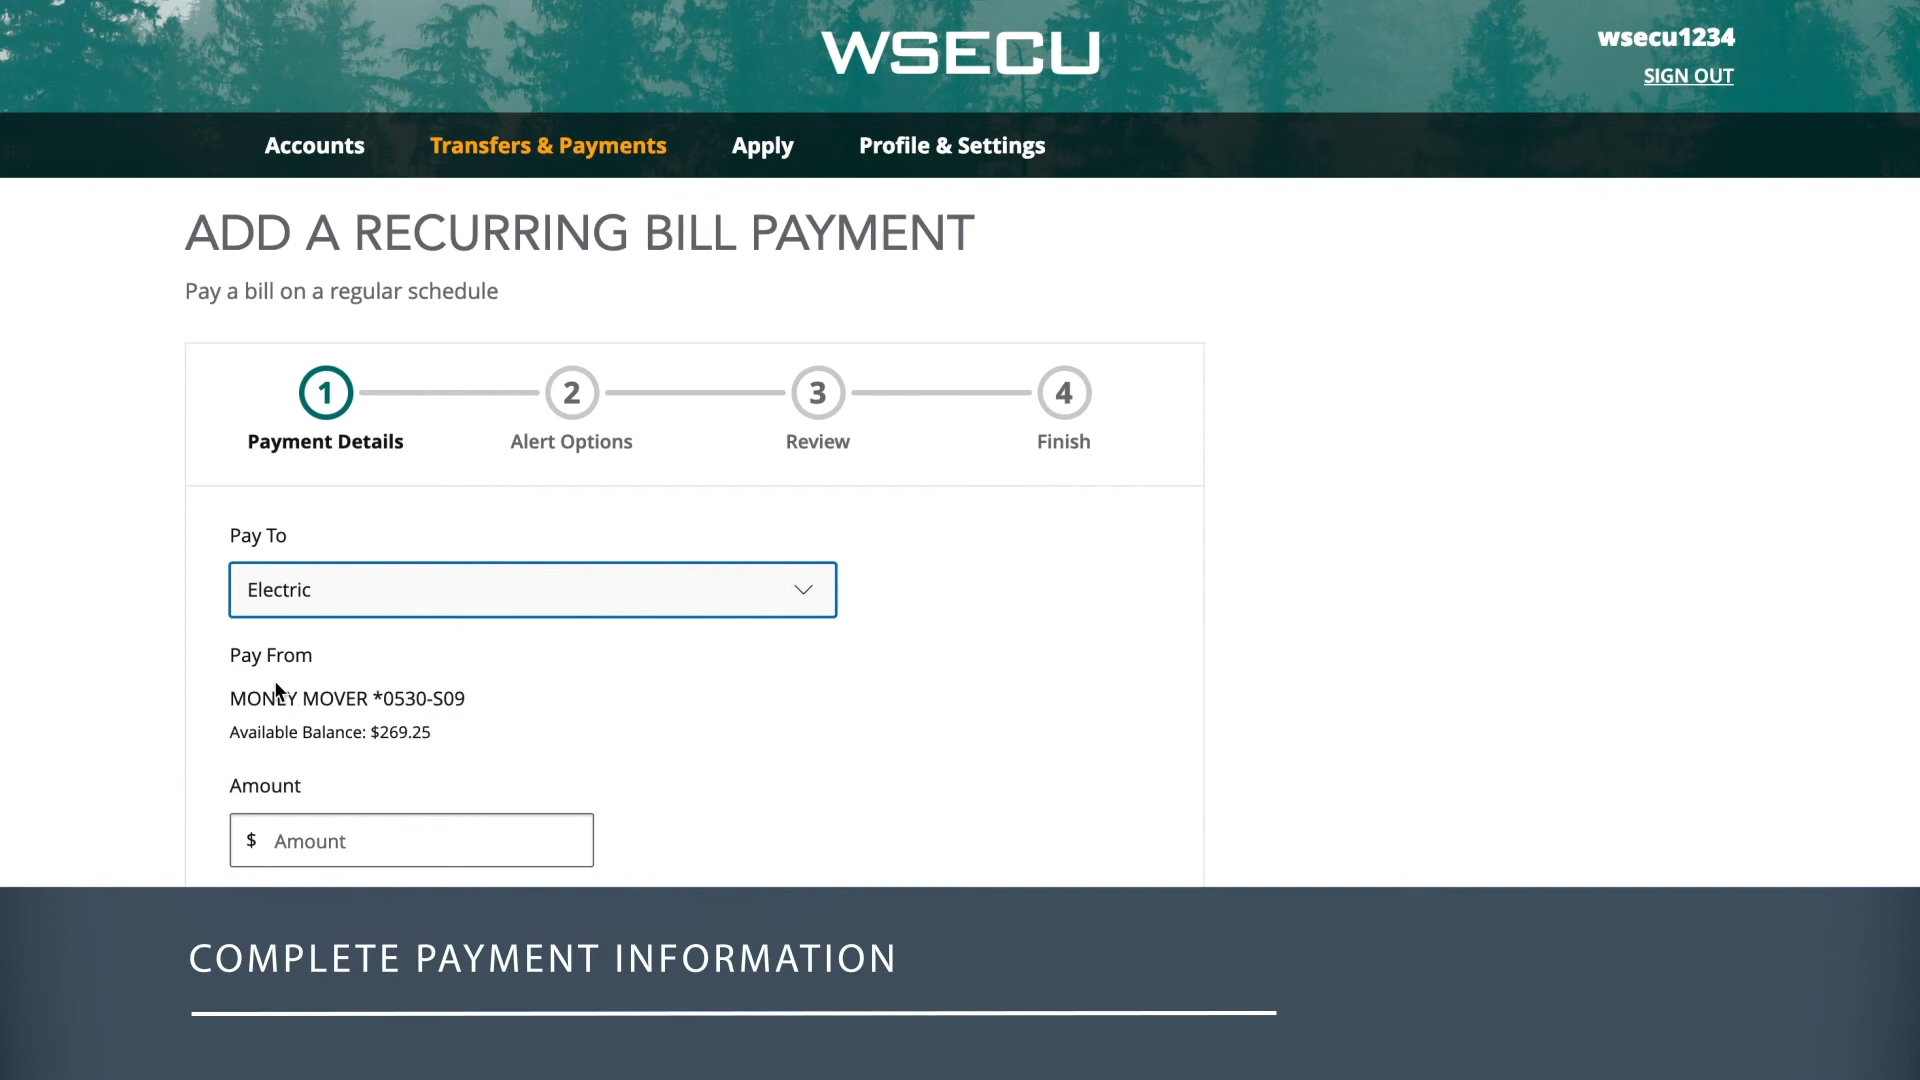 WSECU
wsecu1234
SIGN OUT
Accounts
Transfers & Payments
Apply
Profile & Settings
ADD A RECURRING BILL PAYMENT
Pay a bill on a regular schedule
1
2
3
4
Payment Details
Alert Options
Review
Finish
Pay To
Electric
Pay From
MONEY MOVER *0530-S09
Available Balance: $269.25
Amount
$ Amount
COMPLETE PAYMENT INFORMATION